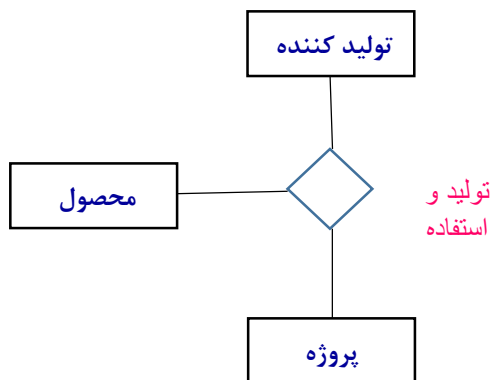 تولید کننده
محصول
تولید و
استفاده
پروژه